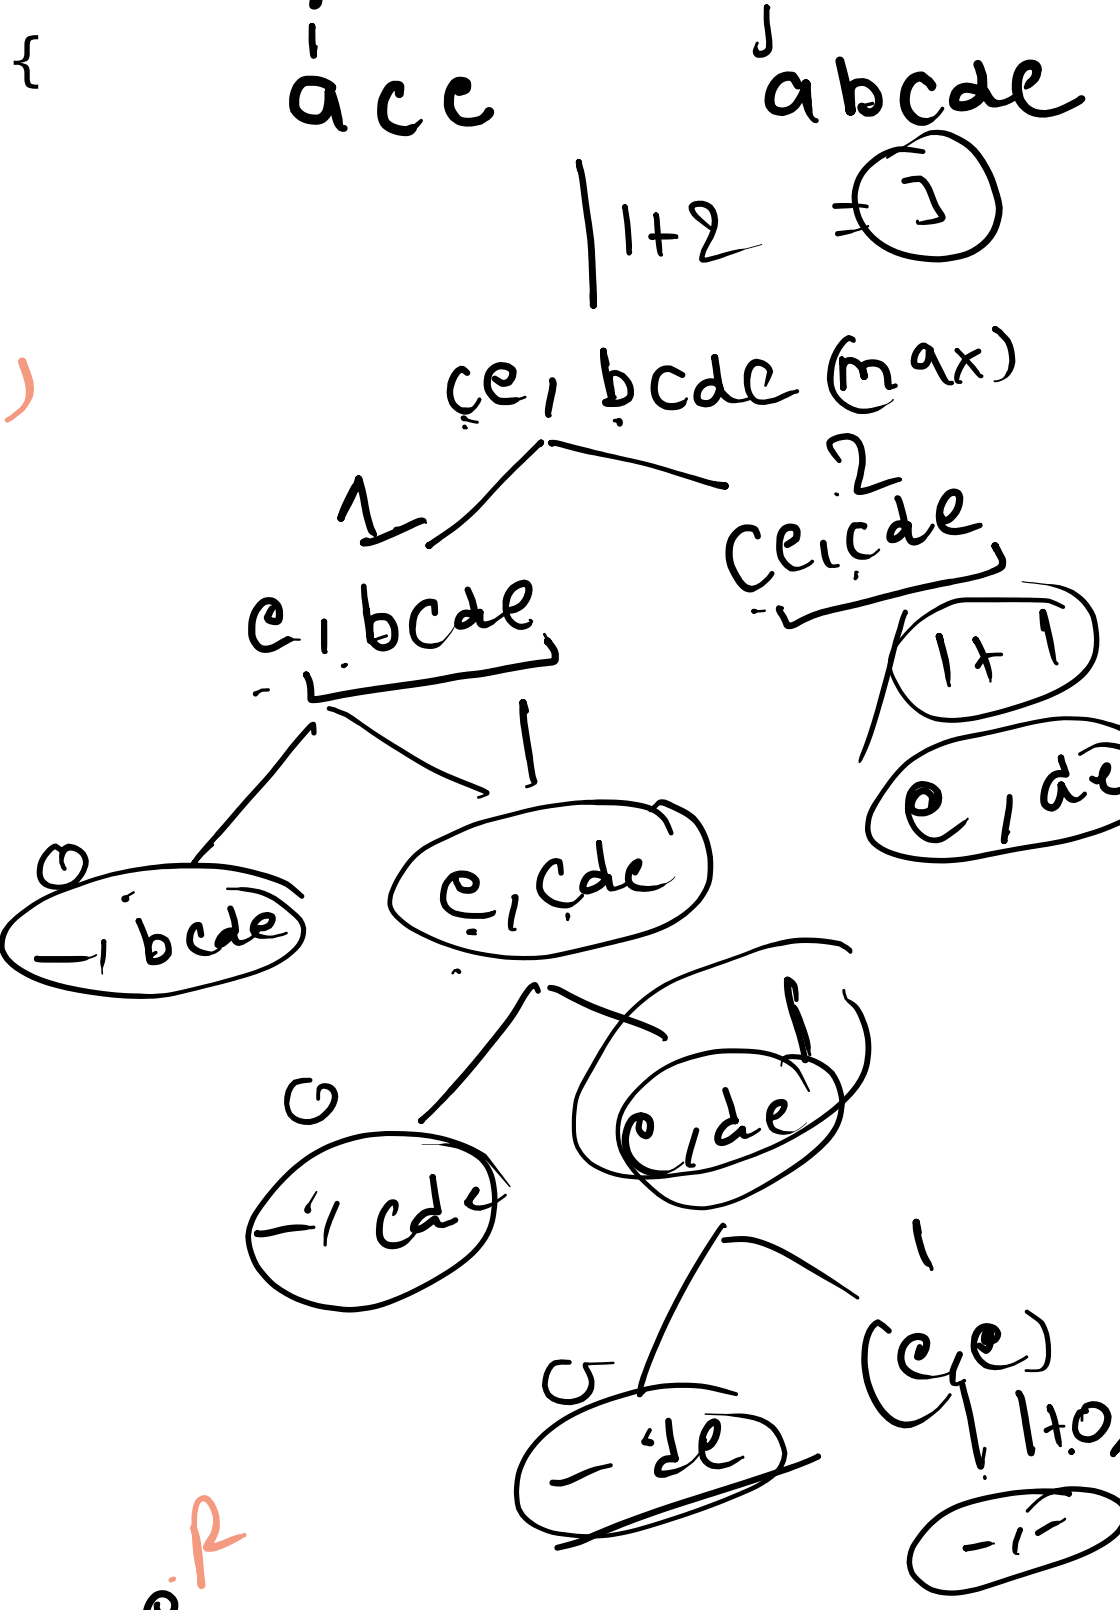 {
i j
ace abcde
1+2 = 3
)
ce, bcde (max)
1 2
ce, cde
e, bcde
1+1
1
e, de
0
-, bcde e, cde
1
0
e, de
-, cde
1
(e, e)
0
1+0
- de
-, -
R